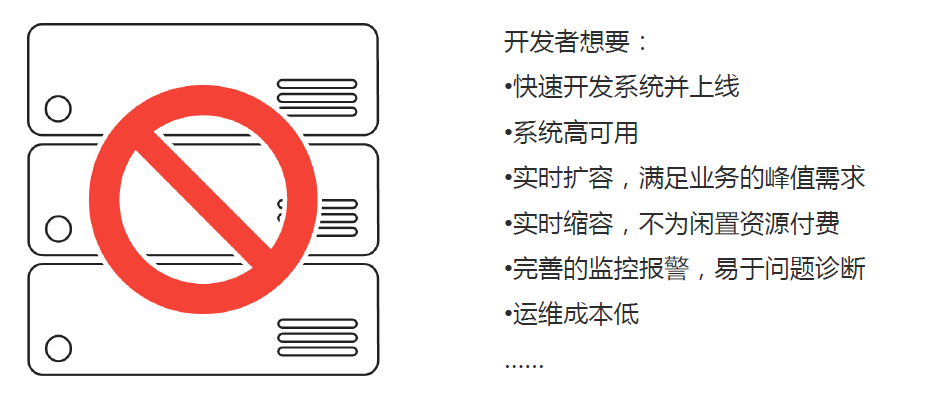 开发者想要：
•快速开发系统并上线
•系统高可用
•实时扩容，满足业务的峰值需求
•实时缩容，不为闲置资源付费
•完善的监控报警，易于问题诊断
•运维成本低
......